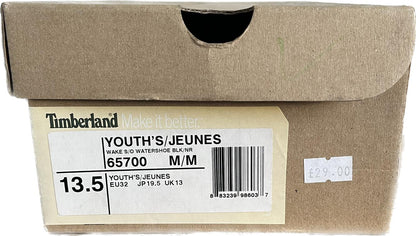 Timberland Make it better.
YOUTH'S/JEUNES
WAKE S/O WATERSHOE BLK/NR
65700 M/M
13.5
YOUTH'S/JEUNES
EU32 JP19.5 UK13
8 83239 98603 7
£29.00